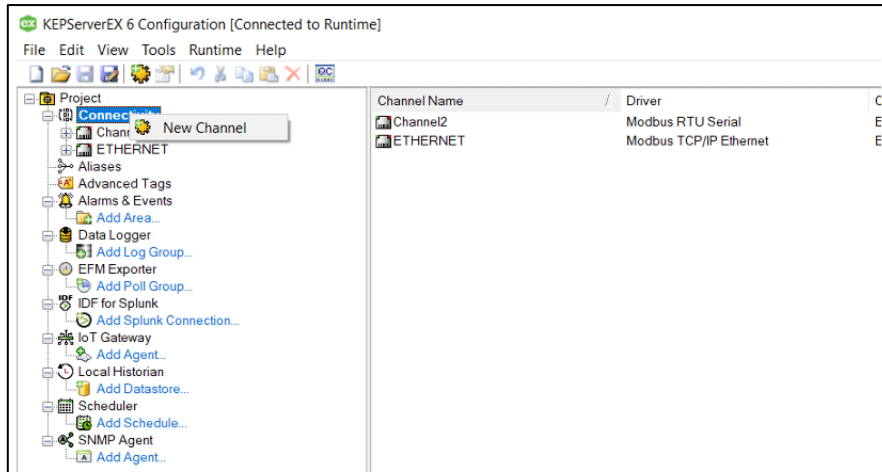 KEPServerEX 6 Configuration [Connected to Runtime]
File Edit View Tools Runtime Help
Project
Channel Name / Driver
New Channel
Channel2 Modbus RTU Serial
ETHERNET
ETHERNET Modbus TCP/IP Ethernet
Aliases
Advanced Tags
Alarms & Events
Add Area...
Data Logger
Add Log Group...
EFM Exporter
Add Poll Group...
IDF for Splunk
Add Splunk Connection...
IoT Gateway
Add Agent...
Local Historian
Add Datastore...
Scheduler
Add Schedule...
SNMP Agent
Add Agent...